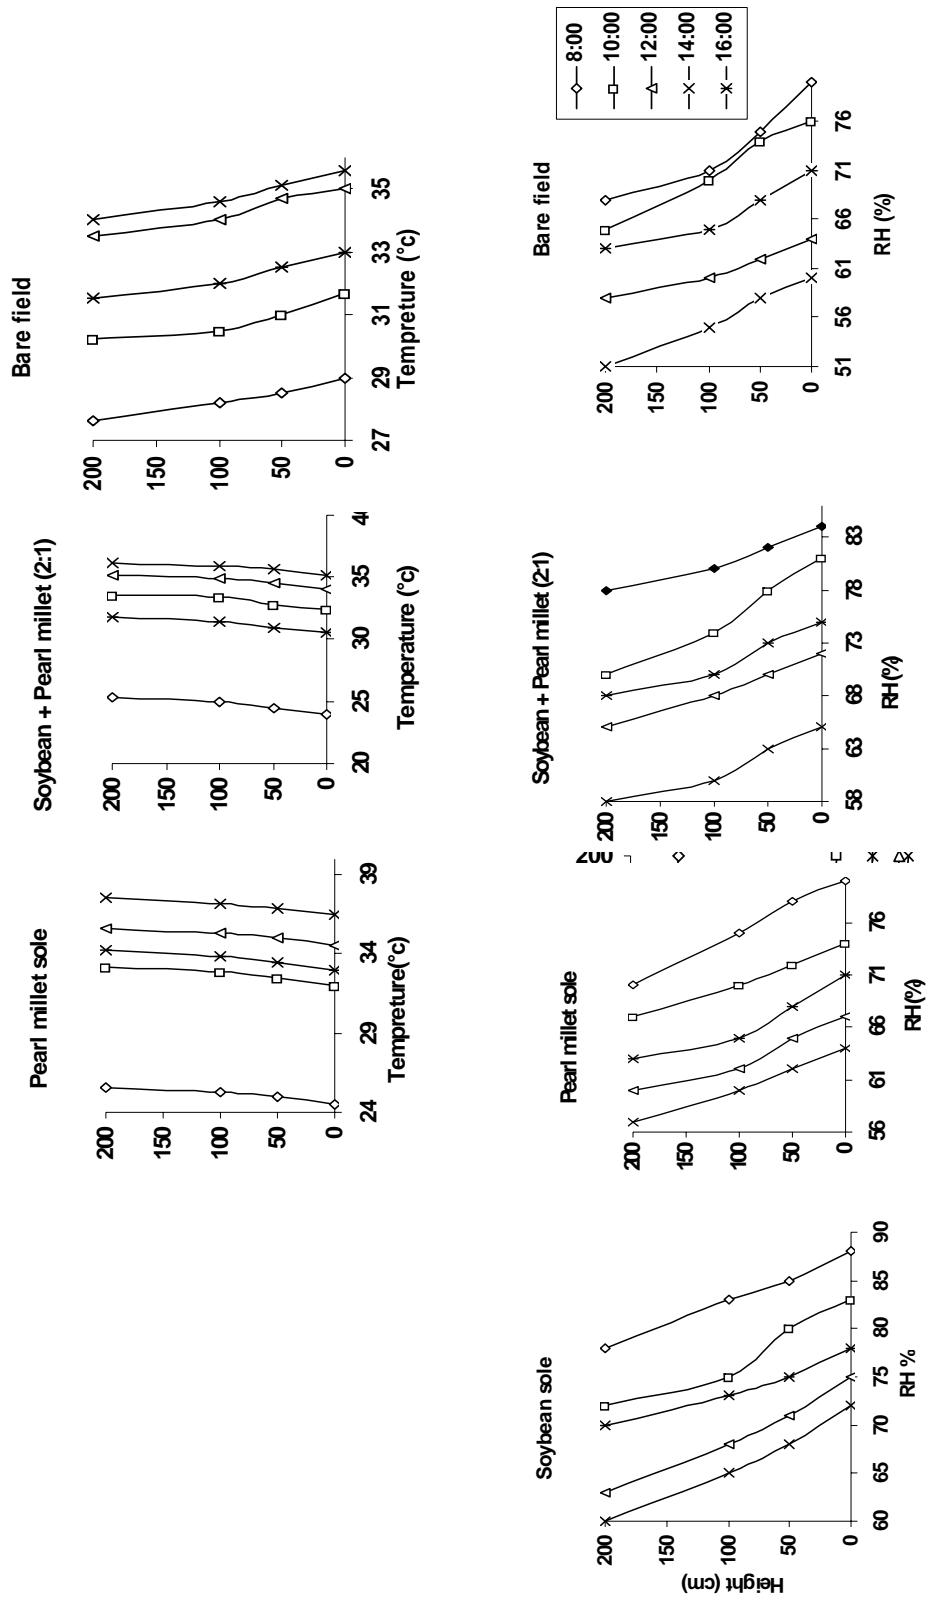 Pearl millet sole
200
150
100
50
0
24 29 34 39
Tempreture(°c)
Soybean + Pearl millet (2:1)
200
150
100
50
0
20 25 30 35
Temperature (°c)
Bare field
200
150
100
50
0
27 29 31 33 35
Tempreture (°c)
Soybean sole
Height (cm)
200
150
100
50
0
60 65 70 75 80 85 90
RH %
Pearl millet sole
200
200
150
100
50
0
56 61 66 71 76
RH(%)
Soybean + Pearl millet (2:1)
200
150
100
50
0
58 63 68 73 78 83
RH(%)
Bare field
200
150
100
50
0
51 56 61 66 71 76
RH (%)
8:00
10:00
12:00
14:00
16:00